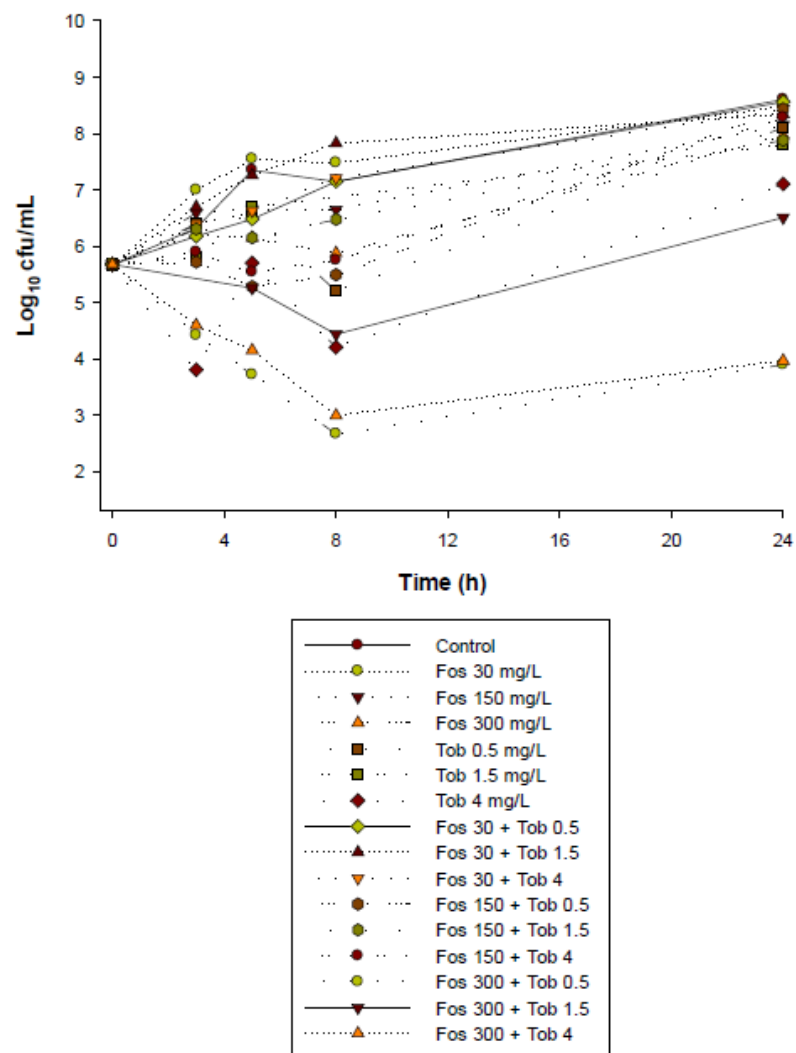 10
9
8
7
6
5
4
3
2
Log10 cfu/mL
0 4 8 12 16 20 24
Time (h)
Control
Fos 30 mg/L
Fos 150 mg/L
Fos 300 mg/L
Tob 0.5 mg/L
Tob 1.5 mg/L
Tob 4 mg/L
Fos 30 + Tob 0.5
Fos 30 + Tob 1.5
Fos 30 + Tob 4
Fos 150 + Tob 0.5
Fos 150 + Tob 1.5
Fos 150 + Tob 4
Fos 300 + Tob 0.5
Fos 300 + Tob 1.5
Fos 300 + Tob 4